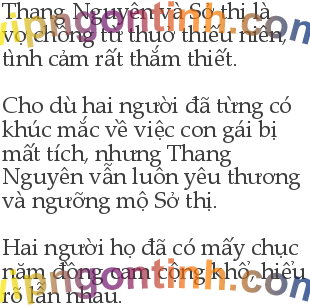 Thang Nguyên và Sở thị là
vợ chồng từ thuở thiếu niên,
tình cảm rất thắm thiết.
Cho dù hai người đã từng có
khúc mắc về việc con gái bị
mất tích, nhưng Thang
Nguyên vẫn luôn yêu thương
và ngưỡng mộ Sở thị.
Hai người họ đã có mấy chục
năm đồng cam cộng khổ, hiểu
rõ lẫn nhau.